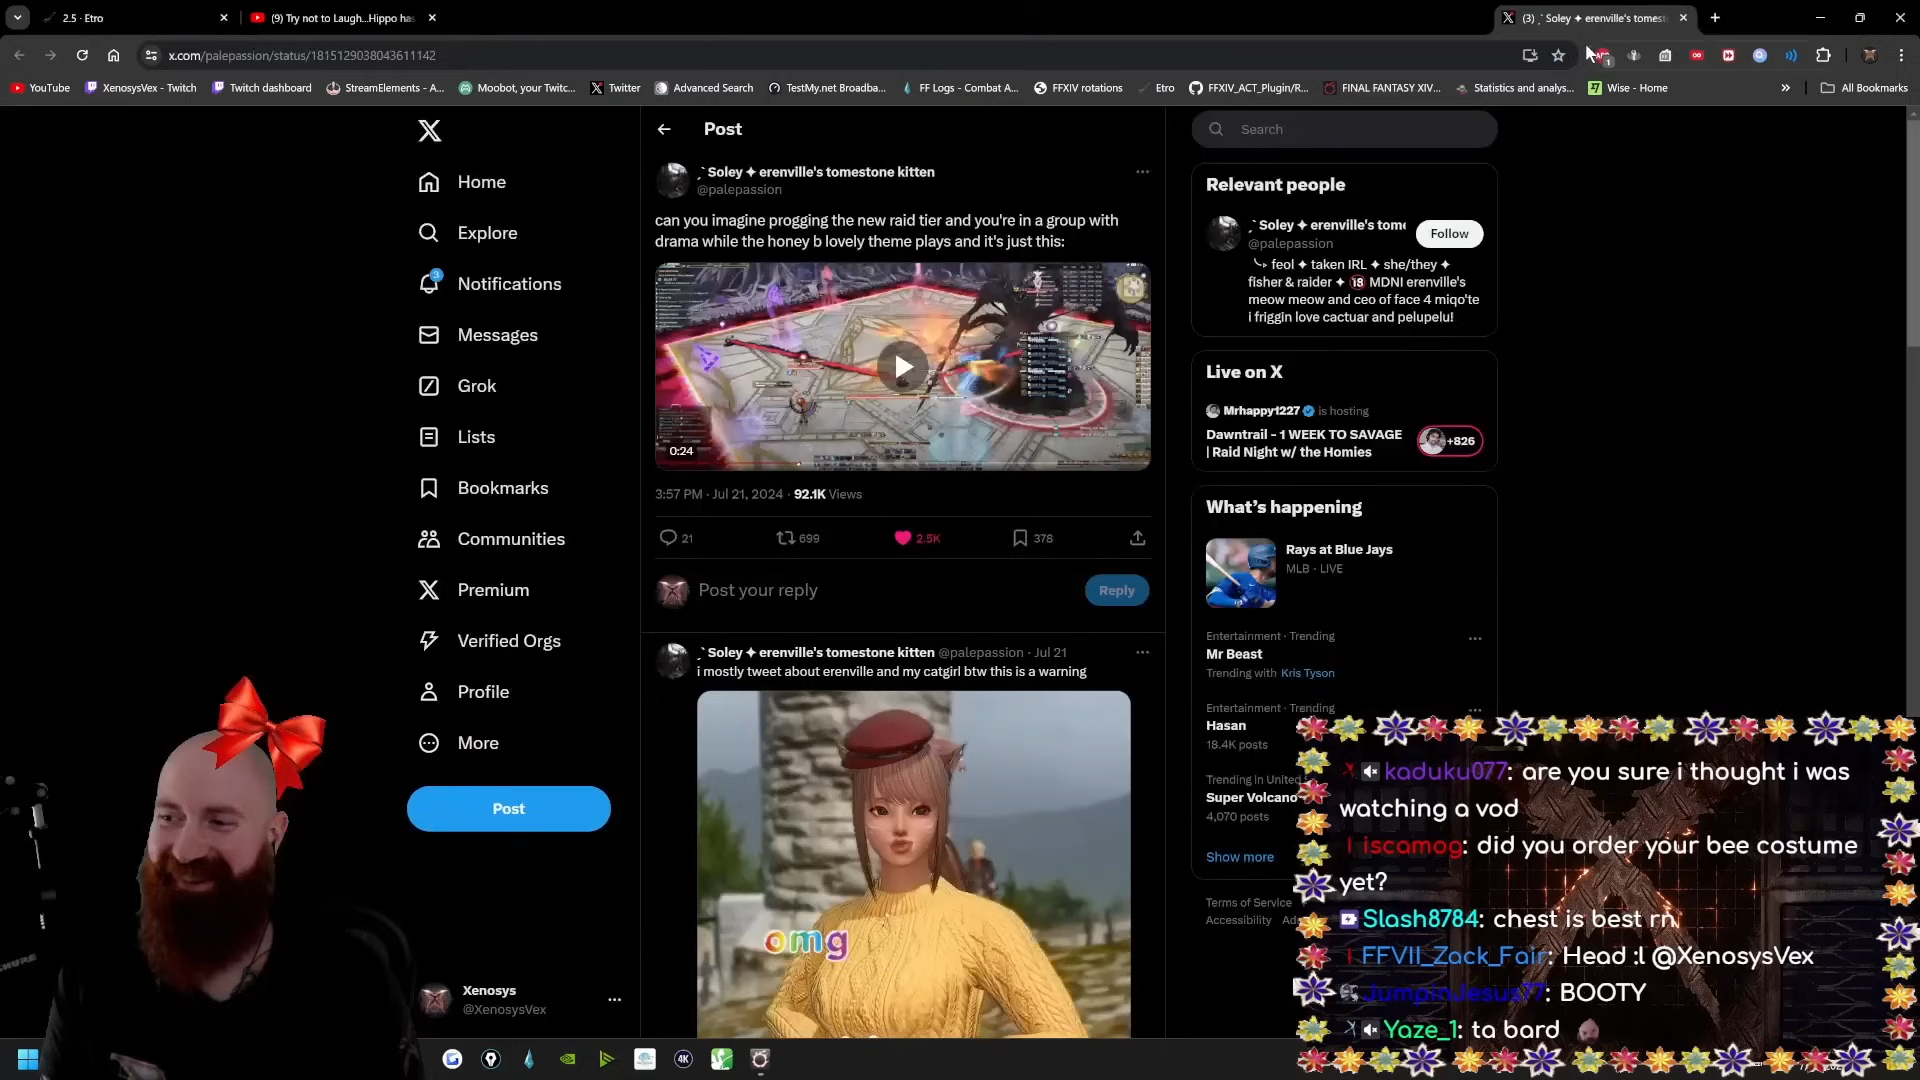 2.5 · Etro
(9) Try not to Laugh...Hippo has
(3) Soley ✦ erenville's tomest
x.com/palepassion/status/1815129038043611142
YouTube
XenosysVex - Twitch
Twitch dashboard
StreamElements - A...
Moobot, your Twitc...
Twitter
Advanced Search
TestMy.net Broadba...
FF Logs - Combat A...
FFXIV rotations
Etro
FFXIV_ACT_Plugin/R...
FINAL FANTASY XIV...
Statistics and analys...
Wise - Home
All Bookmarks
Home
Explore
3
Notifications
Messages
Grok
Lists
Bookmarks
Communities
Premium
Verified Orgs
Profile
More
Post
Xenosys
@XenosysVex
Post
Soley ✦ erenville's tomestone kitten
@palepassion
can you imagine progging the new raid tier and you're in a group with
drama while the honey b lovely theme plays and it's just this:
0:24
3:57 PM · Jul 21, 2024 · 92.1K Views
21
699
2.5K
378
Post your reply
Reply
Soley ✦ erenville's tomestone kitten @palepassion · Jul 21
i mostly tweet about erenville and my catgirl btw this is a warning
omg
Search
Relevant people
Soley ✦ erenville's tome
@palepassion
Follow
feol ✦ taken IRL ✦ she/they ✦
fisher & raider ✦ 🔞 MDNI erenville's
meow meow and ceo of face 4 miqo'te
i friggin love cactuar and pelupelu!
Live on X
Mrhappy1227 is hosting
Dawntrail - 1 WEEK TO SAVAGE
| Raid Night w/ the Homies
+826
What's happening
Rays at Blue Jays
MLB · LIVE
Entertainment · Trending
Mr Beast
Trending with Kris Tyson
Entertainment · Trending
Hasan
18.4K posts
Trending in United
Super Volcano
4,070 posts
Show more
Terms of Service
Accessibility
kaduku077: are you sure i thought i was
watching a vod
iscamog: did you order your bee costume
yet?
Slash8784: chest is best rn
FFVII_Zack_Fair: Head :l @XenosysVex
JumpinJesus77: BOOTY
Yaze_1: ta bard